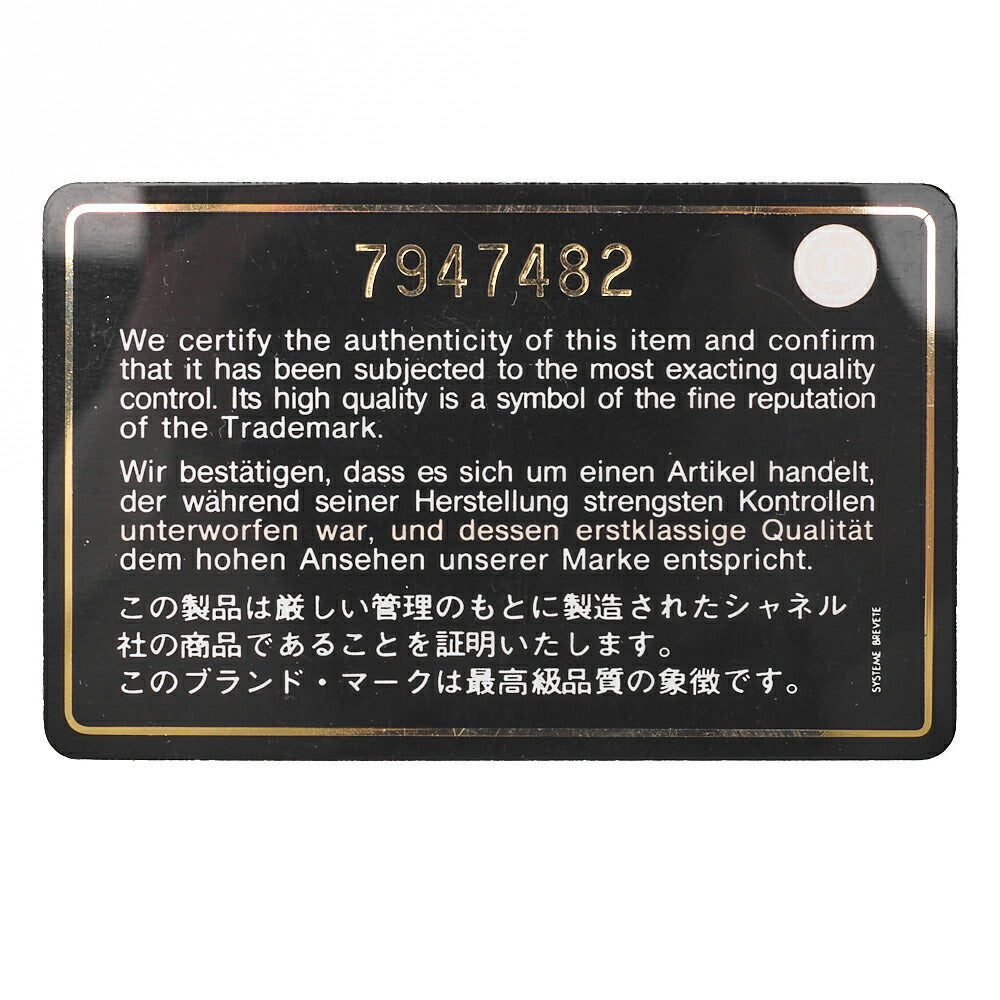 7947482
We certify the authenticity of this item and confirm
that it has been subjected to the most exacting quality
control. Its high quality is a symbol of the fine reputation
of the Trademark.
Wir bestätigen, dass es sich um einen Artikel handelt,
der während seiner Herstellung strengsten Kontrollen
unterworfen war, und dessen erstklassige Qualität
dem hohen Ansehen unserer Marke entspricht.
この製品は厳しい管理のもとに製造されたシャネル
社の商品であることを証明いたします。
このブランド・マークは最高級品質の象徴です。
SYSTEME BREVETE